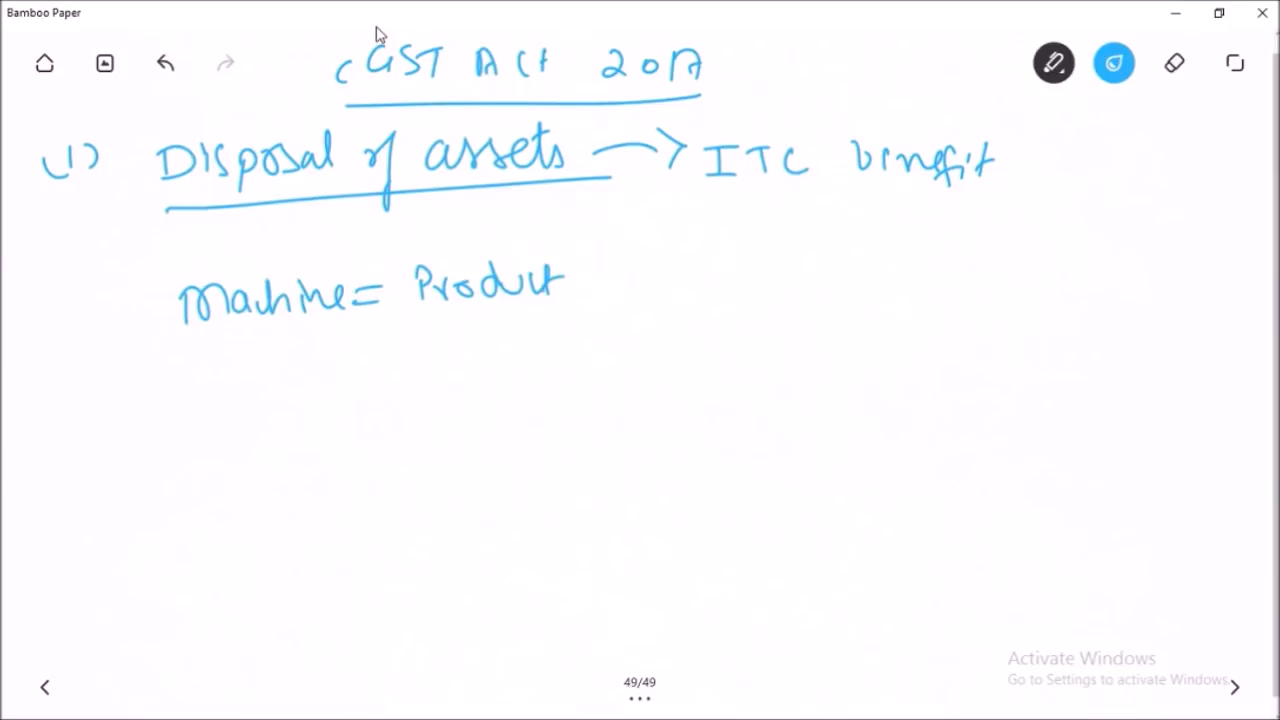 Bamboo Paper
CGST Act 2017
(1) Disposal of assets → ITC benefit
Machine = Product
Activate Windows
Go to Settings to activate Windows.
49/49